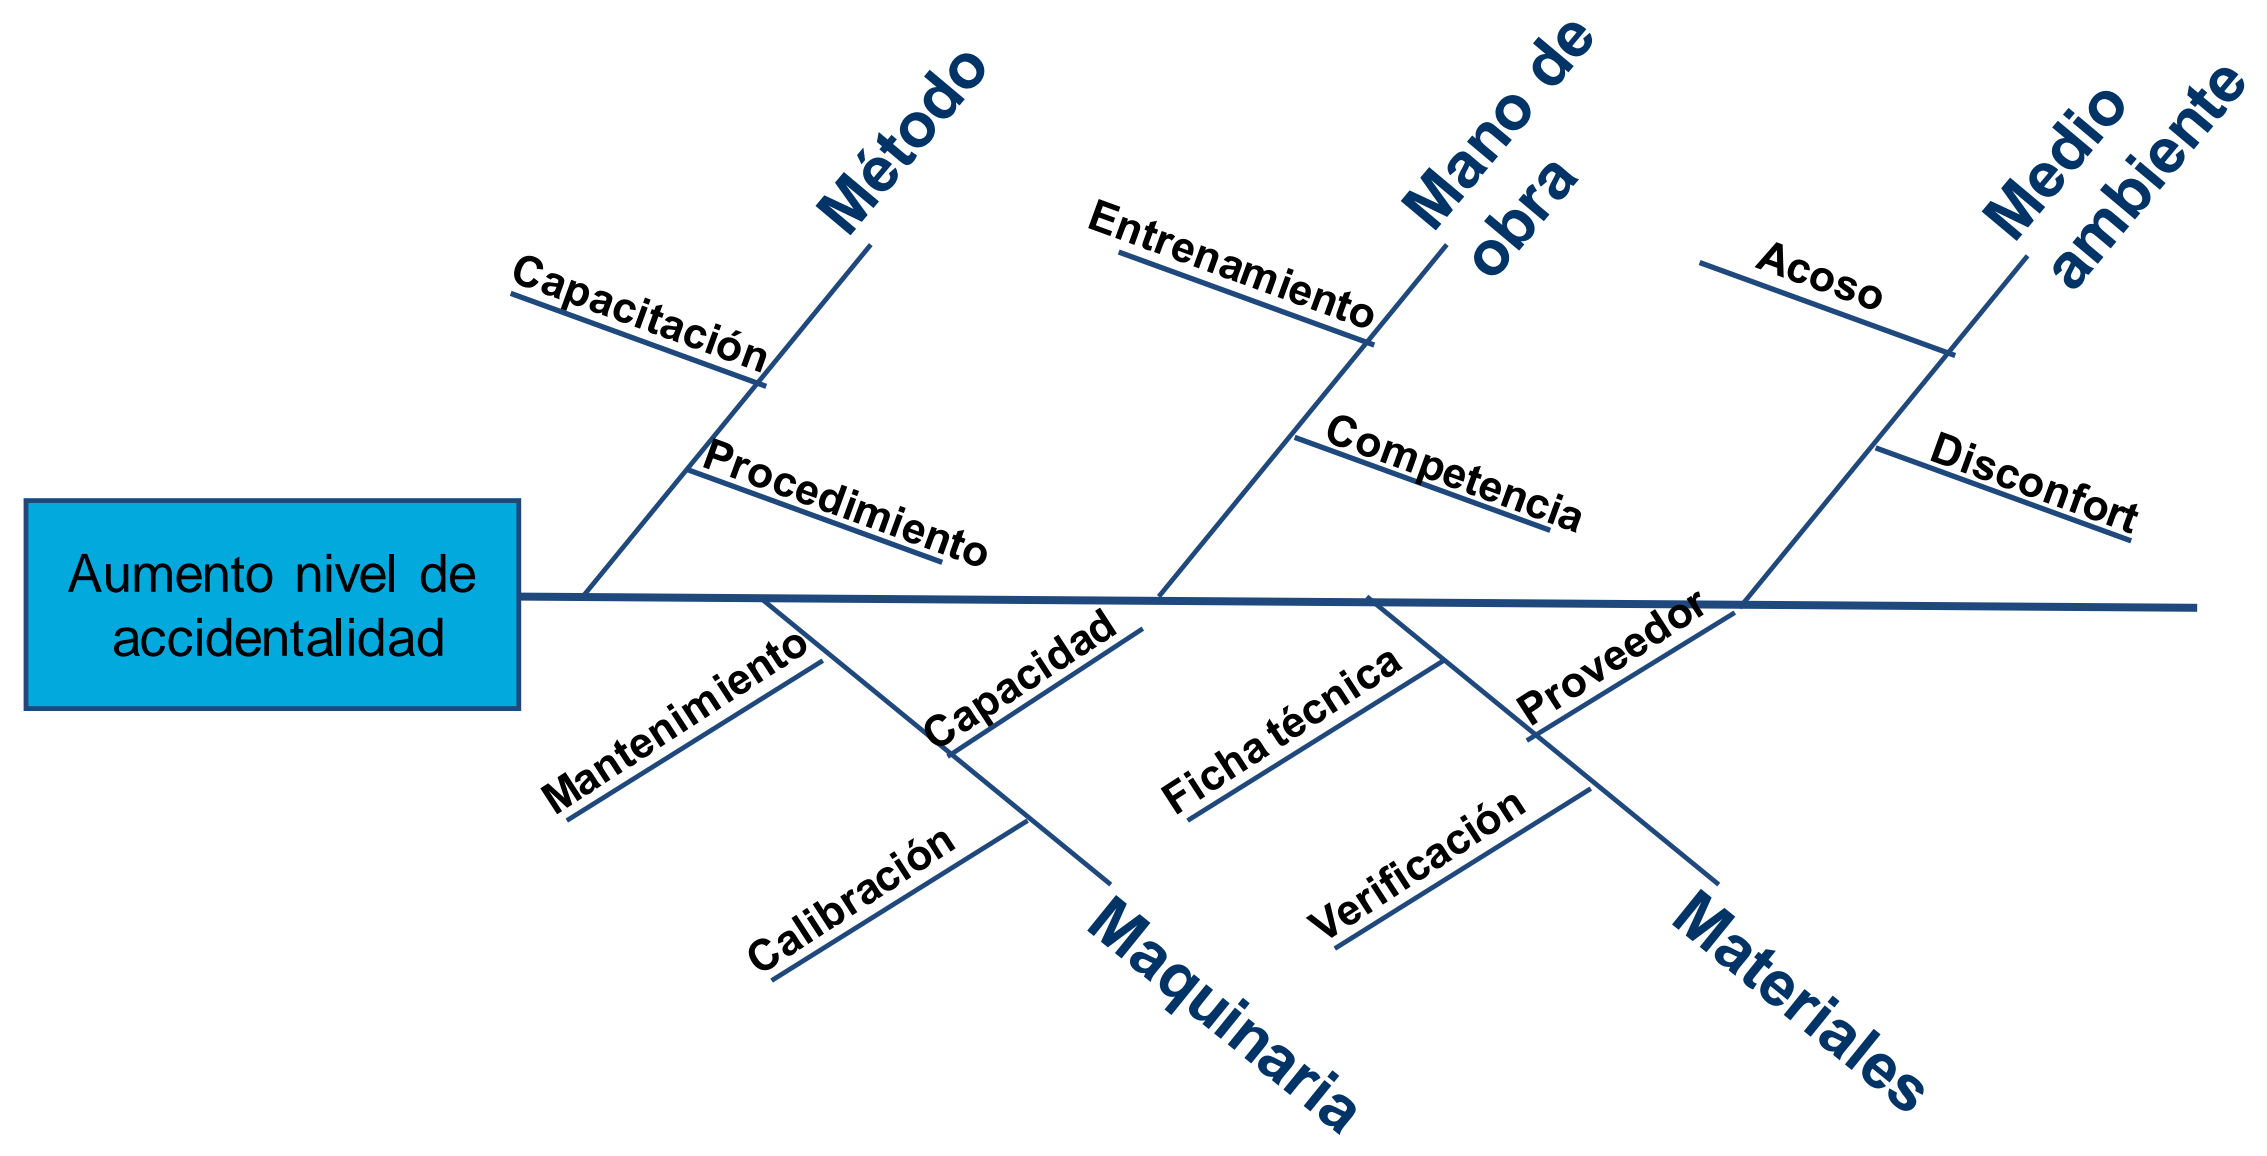 Método
Mano de
obra
Medio
ambiente
Capacitación
Entrenamiento
Acoso
Procedimiento
Competencia
Disconfort
Aumento nivel de
accidentalidad
Mantenimiento
Capacidad
Ficha técnica
Proveedor
Calibración
Verificación
Maquinaria
Materiales